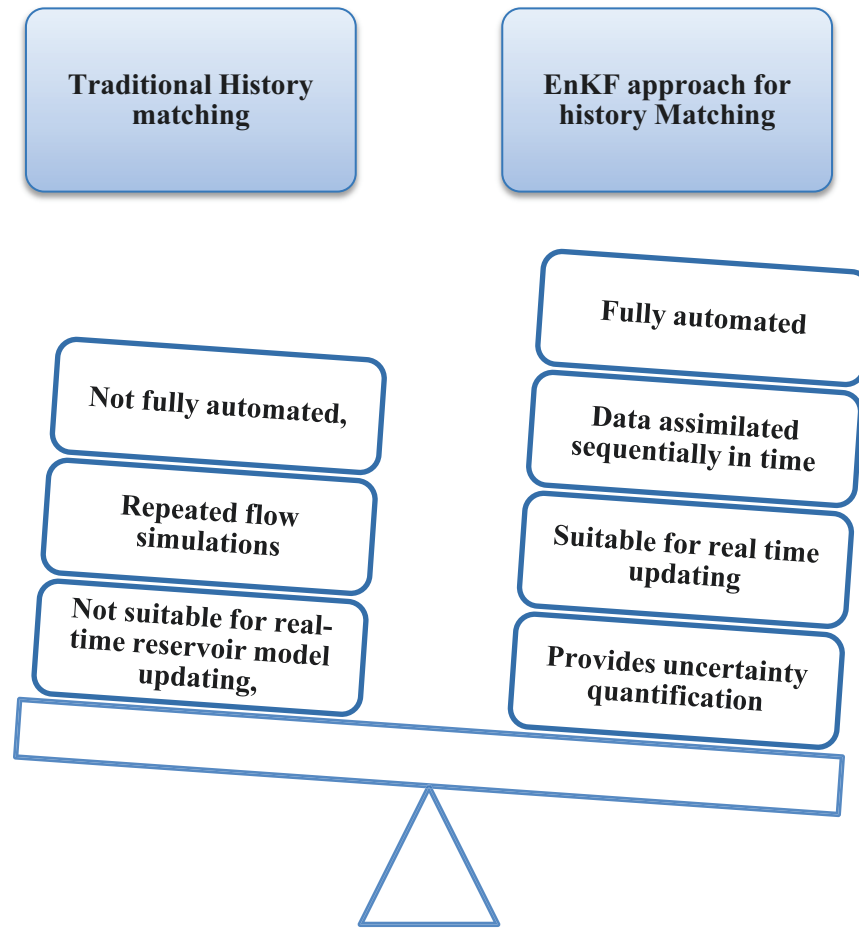 Traditional History
matching
EnKF approach for
history Matching
Not fully automated,
Repeated flow
simulations
Not suitable for real-
time reservoir model
updating,
Fully automated
Data assimilated
sequentially in time
Suitable for real time
updating
Provides uncertainty
quantification